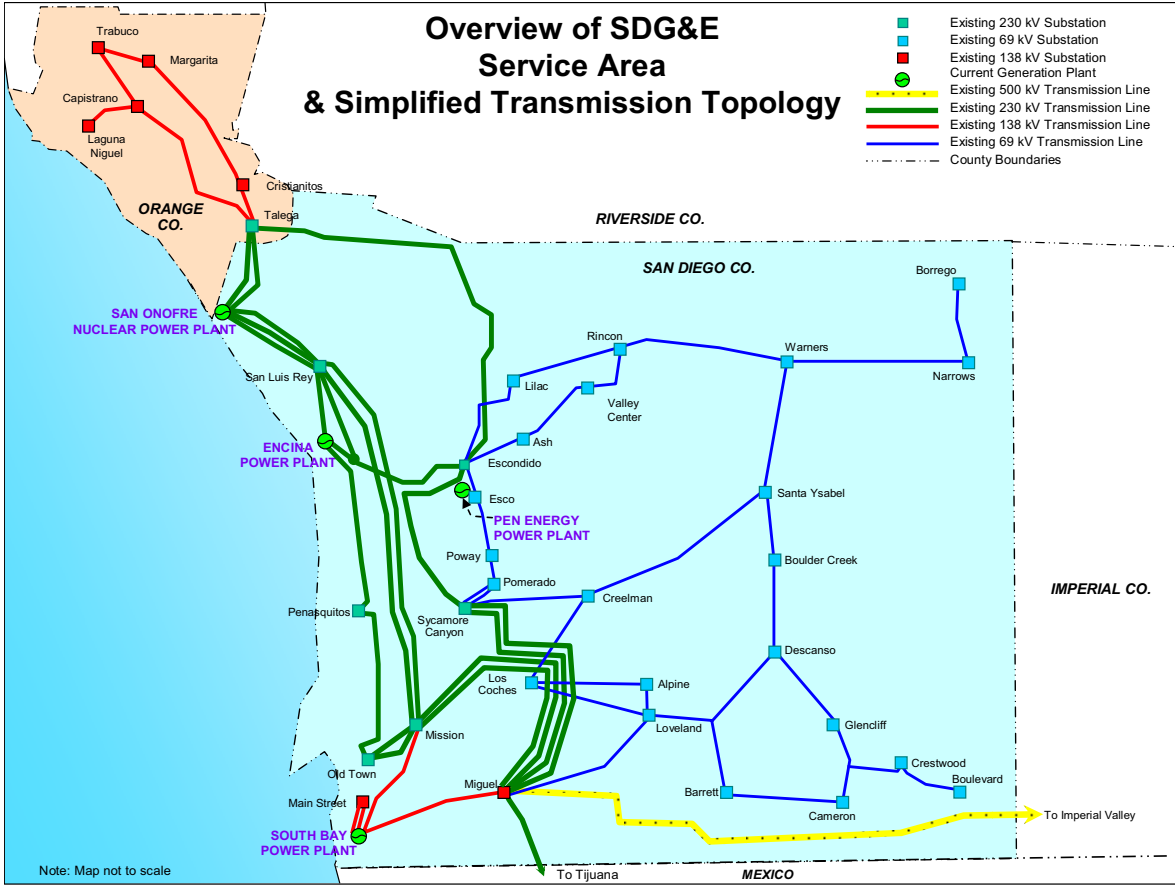 Overview of SDG&E
Service Area
& Simplified Transmission Topology
Existing 230 kV Substation
Existing 69 kV Substation
Existing 138 kV Substation
Current Generation Plant
Existing 500 kV Transmission Line
Existing 230 kV Transmission Line
Existing 138 kV Transmission Line
Existing 69 kV Transmission Line
County Boundaries
Trabuco
Margarita
Capistrano
Laguna
Niguel
Cristianitos
ORANGE
CO.
Talega
RIVERSIDE CO.
SAN DIEGO CO.
Borrego
SAN ONOFRE
NUCLEAR POWER PLANT
Rincon
Warners
Narrows
San Luis Rey
Lilac
Valley
Center
Ash
ENCINA
POWER PLANT
Escondido
Esco
Santa Ysabel
PEN ENERGY
POWER PLANT
Poway
Boulder Creek
Pomerado
Creelman
IMPERIAL CO.
Penasquitos
Sycamore
Canyon
Descanso
Los
Coches
Alpine
Loveland
Glencliff
Mission
Old Town
Crestwood
Miguel
Boulevard
Barrett
Cameron
Main Street
To Imperial Valley
SOUTH BAY
POWER PLANT
Note: Map not to scale
To Tijuana
MEXICO